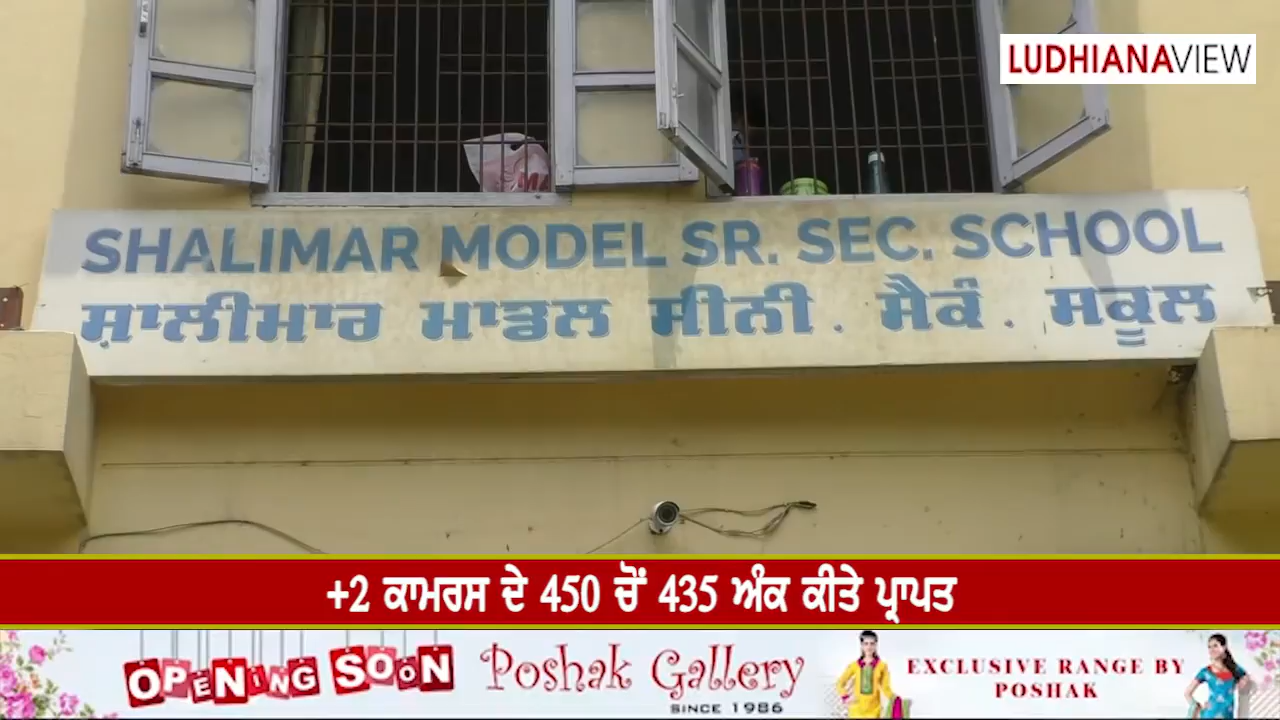 LUDHIANAVIEW
SHALIMAR MODEL SR. SEC. SCHOOL
ਸ਼ਾਲੀਮਾਰ ਮਾਡਲ ਸੀਨੀ. ਸੈਕੰ. ਸਕੂਲ
+2 ਕਾਮਰਸ ਦੇ 450 ਚੋਂ 435 ਅੰਕ ਕੀਤੇ ਪ੍ਰਾਪਤ
OPENING SOON
Poshak Gallery
SINCE 1986
EXCLUSIVE RANGE BY
POSHAK